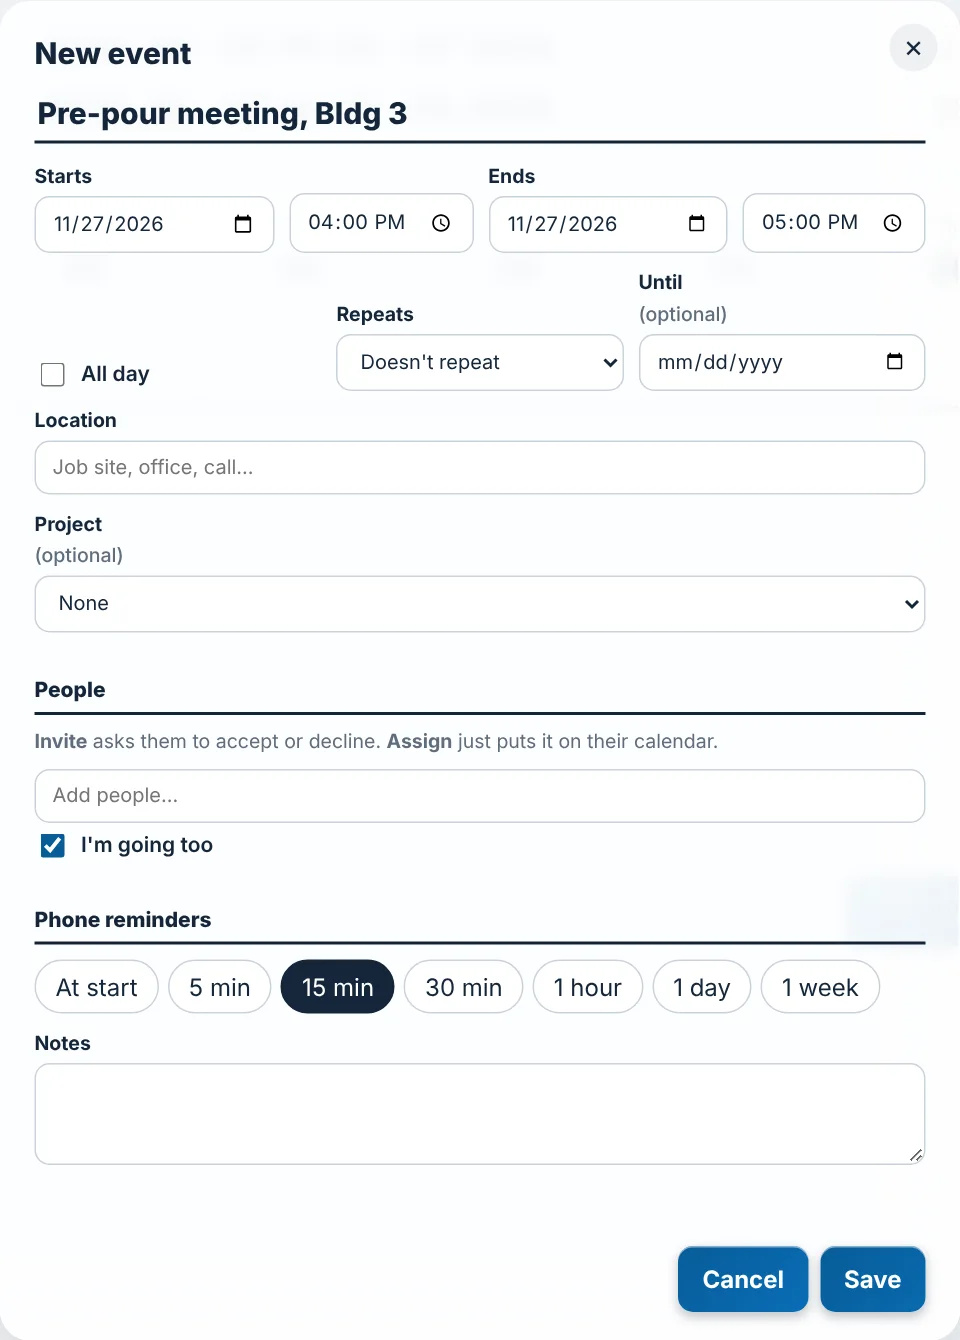 New event
Pre-pour meeting, Bldg 3
Starts
Ends
11/27/2026
04:00 PM
11/27/2026
05:00 PM
All day
Repeats
Doesn't repeat
Until
(optional)
mm/dd/yyyy
Location
Job site, office, call...
Project
(optional)
None
People
Invite asks them to accept or decline. Assign just puts it on their calendar.
Add people...
I'm going too
Phone reminders
At start
5 min
15 min
30 min
1 hour
1 day
1 week
Notes
Cancel
Save